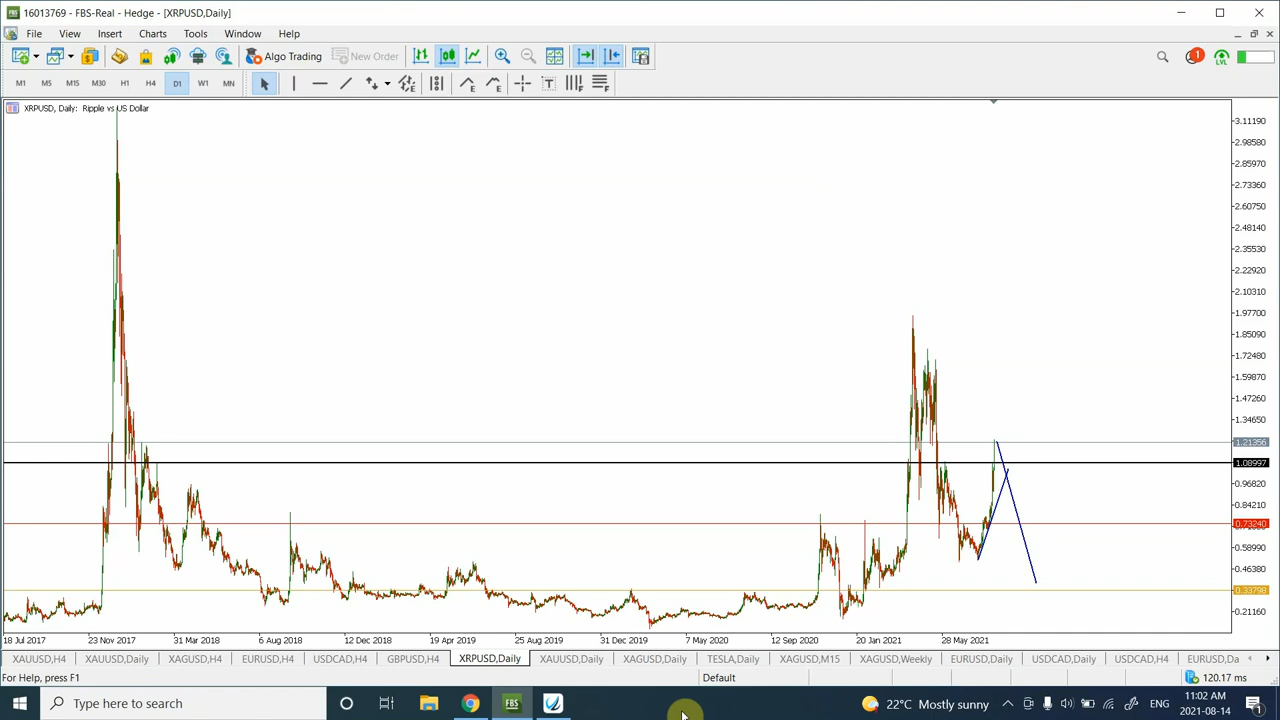 16013769 - FBS-Real - Hedge - [XRPUSD,Daily]
File View Insert Charts Tools Window Help
Algo Trading New Order 1 LVL
M1 M5 M15 M30 H1 H4 D1 W1 MN T
XRPUSD, Daily: Ripple vs US Dollar
3.11190
2.98580
2.85970
2.73360
2.60750
2.48140
2.35530
2.22920
2.10310
1.97700
1.85090
1.72480
1.59870
1.47260
1.34650
1.21356
1.08997
0.96820
0.84210
0.73240
0.58990
0.46380
0.33798
0.21160
18 Jul 2017 23 Nov 2017 31 Mar 2018 6 Aug 2018 12 Dec 2018 19 Apr 2019 25 Aug 2019 31 Dec 2019 7 May 2020 12 Sep 2020 20 Jan 2021 28 May 2021
XAUUSD,H4 XAUUSD,Daily XAGUSD,H4 EURUSD,H4 USDCAD,H4 GBPUSD,H4 XRPUSD,Daily XAUUSD,Daily XAGUSD,Daily TESLA,Daily XAGUSD,M15 XAGUSD,Weekly EURUSD,Daily USDCAD,Daily USDCAD,H4 EURUSD,Da
For Help, press F1 Default 120.17 ms
Type here to search FBS 22°C Mostly sunny ENG 11:02 AM
2021-08-14 1